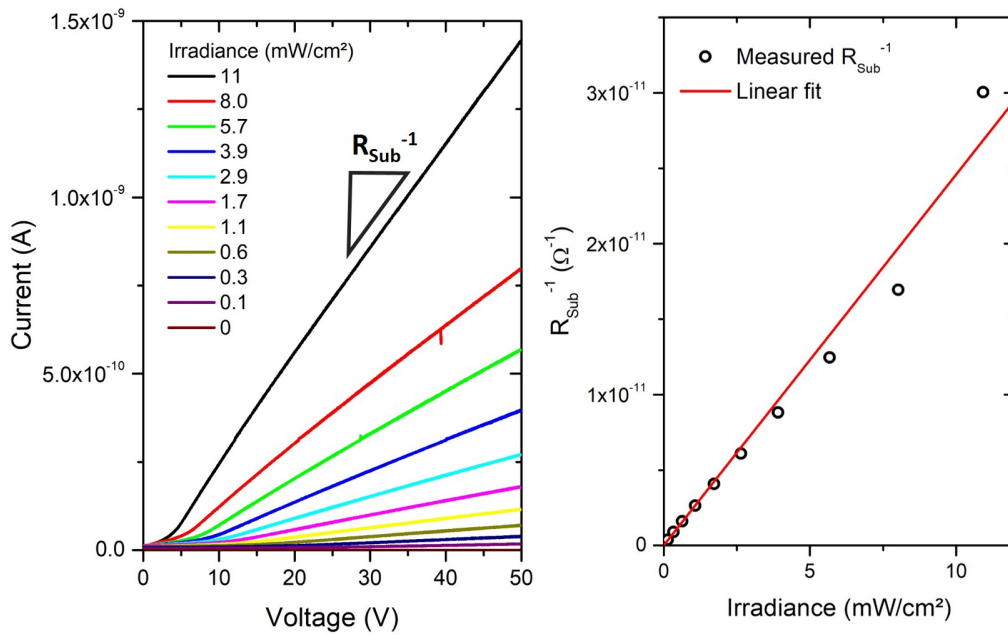 1.5x10⁻⁹
1.0x10⁻⁹
5.0x10⁻¹⁰
0.0
Current (A)
Irradiance (mW/cm²)
11
8.0
5.7
3.9
2.9
1.7
1.1
0.6
0.3
0.1
0
R_Sub⁻¹
0 10 20 30 40 50
Voltage (V)
3x10⁻¹¹
2x10⁻¹¹
1x10⁻¹¹
0
R_Sub⁻¹ (Ω⁻¹)
Measured R_Sub⁻¹
Linear fit
0 5 10
Irradiance (mW/cm²)